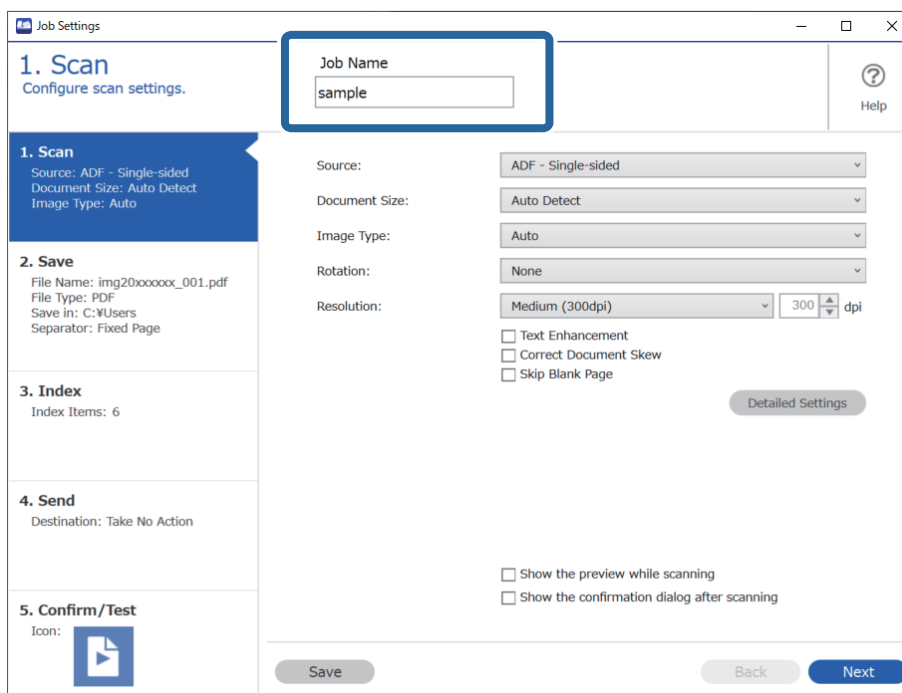 Job Settings
1. Scan
Configure scan settings.
Job Name
sample
Help
1. Scan
Source: ADF - Single-sided
Document Size: Auto Detect
Image Type: Auto
2. Save
File Name: img20xxxxxx_001.pdf
File Type: PDF
Save in: C:¥Users
Separator: Fixed Page
3. Index
Index Items: 6
4. Send
Destination: Take No Action
5. Confirm/Test
Icon:
Source: ADF - Single-sided
Document Size: Auto Detect
Image Type: Auto
Rotation: None
Resolution: Medium (300dpi) 300 dpi
Text Enhancement
Correct Document Skew
Skip Blank Page
Detailed Settings
Show the preview while scanning
Show the confirmation dialog after scanning
Save Back Next